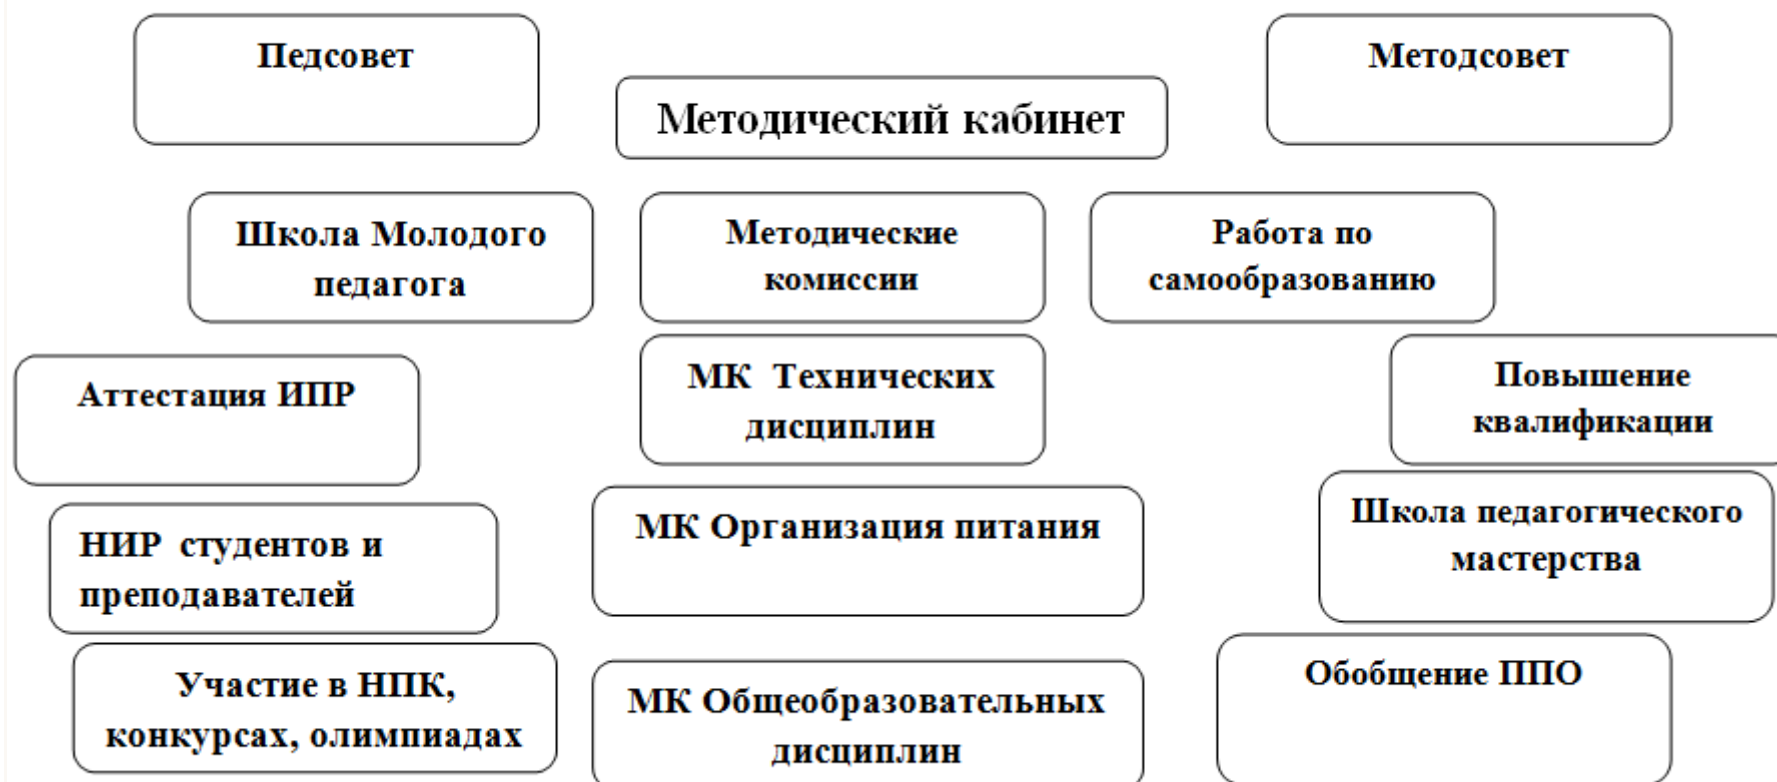 Педсовет
Методсовет
Методический кабинет
Школа Молодого
педагога
Методические
комиссии
Работа по
самообразованию
Аттестация ИПР
МК Технических
дисциплин
Повышение
квалификации
НИР студентов и
преподавателей
МК Организация питания
Школа педагогического
мастерства
Участие в НПК,
конкурсах, олимпиадах
МК Общеобразовательных
дисциплин
Обобщение ППО